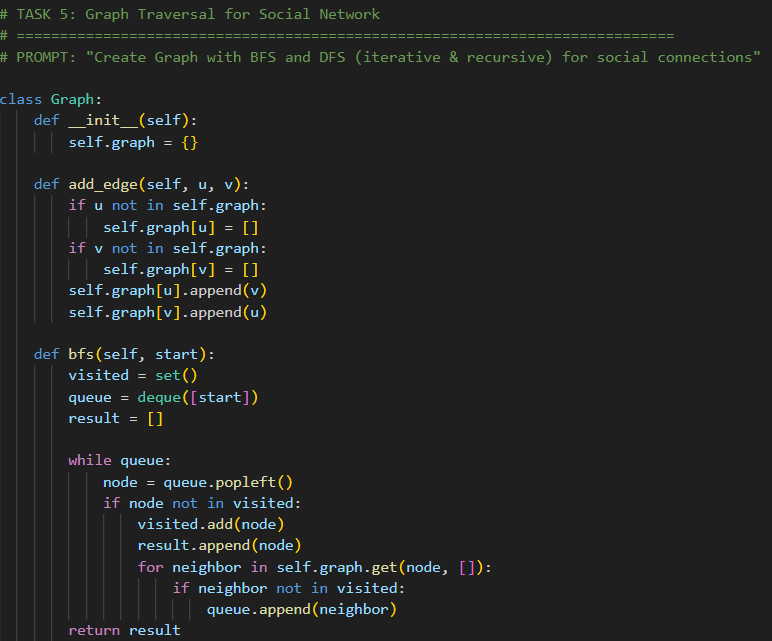 # TASK 5: Graph Traversal for Social Network
# ============================================================================
# PROMPT: "Create Graph with BFS and DFS (iterative & recursive) for social connections"

class Graph:
    def __init__(self):
        self.graph = {}

    def add_edge(self, u, v):
        if u not in self.graph:
            self.graph[u] = []
        if v not in self.graph:
            self.graph[v] = []
        self.graph[u].append(v)
        self.graph[v].append(u)

    def bfs(self, start):
        visited = set()
        queue = deque([start])
        result = []

        while queue:
            node = queue.popleft()
            if node not in visited:
                visited.add(node)
                result.append(node)
                for neighbor in self.graph.get(node, []):
                    if neighbor not in visited:
                        queue.append(neighbor)
        return result